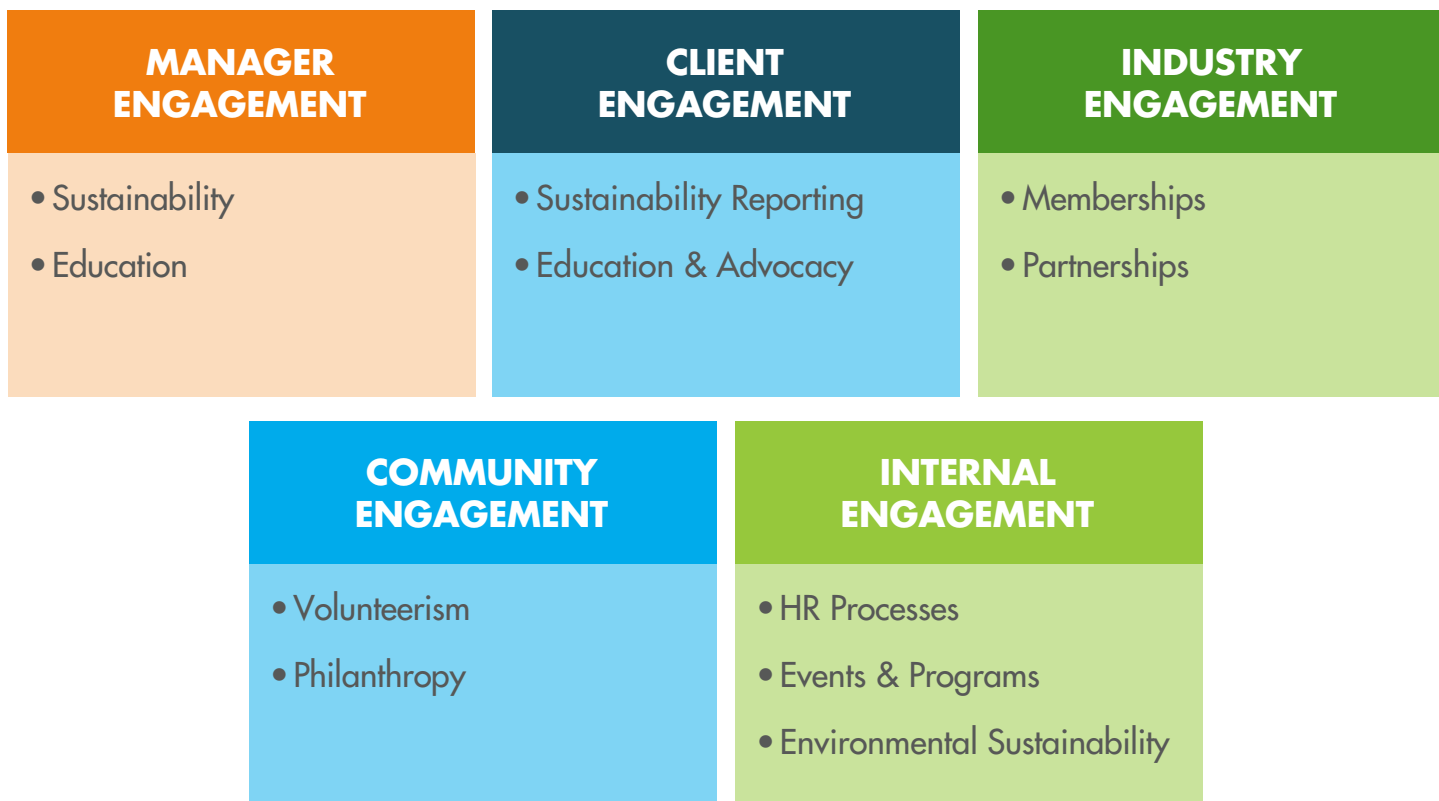 MANAGER
ENGAGEMENT
• Sustainability
• Education
CLIENT
ENGAGEMENT
• Sustainability Reporting
• Education & Advocacy
INDUSTRY
ENGAGEMENT
• Memberships
• Partnerships
COMMUNITY
ENGAGEMENT
• Volunteerism
• Philanthropy
INTERNAL
ENGAGEMENT
• HR Processes
• Events & Programs
• Environmental Sustainability